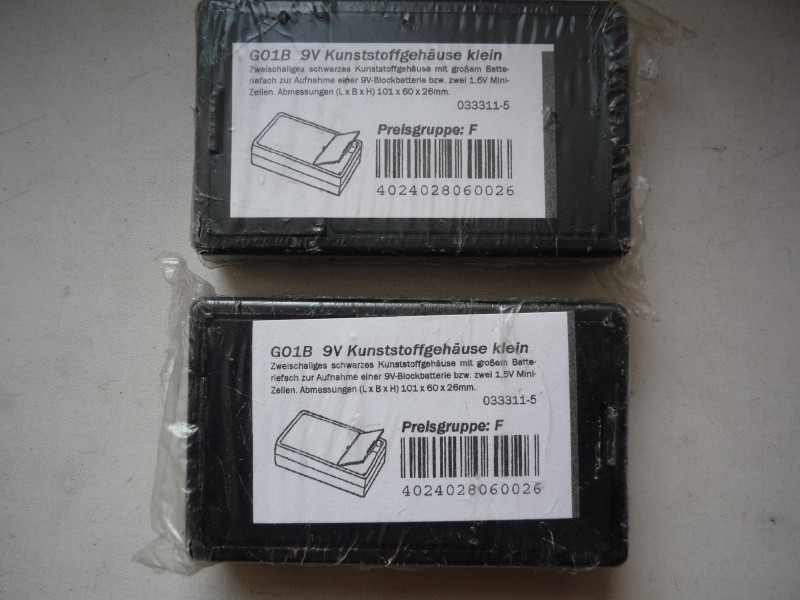 G01B 9V Kunststoffgehäuse klein
Zweischaliges schwarzes Kunststoffgehäuse mit großem Batte-
riefach zur Aufnahme einer 9V-Blockbatterie bzw. zwei 1,5V Mini-
Zellen. Abmessungen (L x B x H) 101 x 60 x 26mm.
033311-5
Preisgruppe: F
4024028060026
G01B 9V Kunststoffgehäuse klein
Zweischaliges schwarzes Kunststoffgehäuse mit großem Batte-
riefach zur Aufnahme einer 9V-Blockbatterie bzw. zwei 1,5V Mini-
Zellen. Abmessungen (L x B x H) 101 x 60 x 26mm.
033311-5
Preisgruppe: F
4024028060026